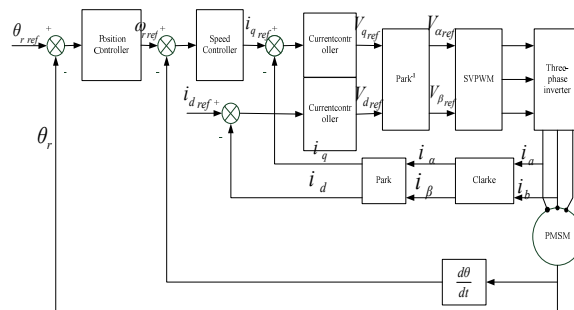 θr ref
+
-
Position
Controller
ωr ref
+
-
Speed
Controller
iq ref
+
-
Currentcontr
oller
Vq ref
Park-1
Vα ref
SVPWM
Three-
phase
inverter
id ref
+
-
Currentcontr
oller
Vd ref
Vβ ref
θr
iq
id
Park
iα
iβ
Clarke
ia
ib
PMSM
dθ
dt